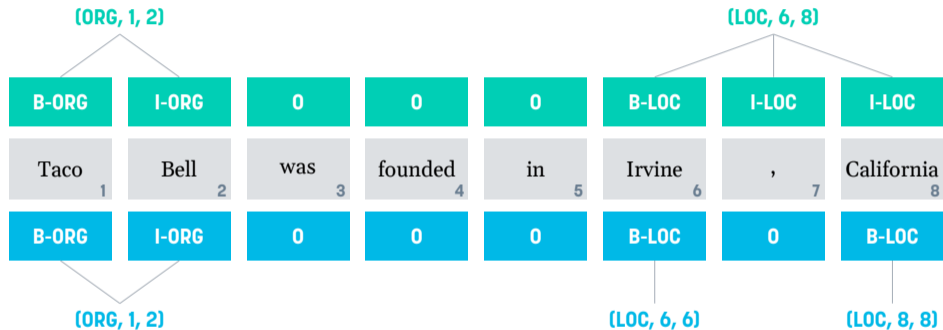 (ORG, 1, 2) (LOC, 6, 8)
B-ORG I-ORG O O O B-LOC I-LOC I-LOC
Taco Bell was founded in Irvine , California
1 2 3 4 5 6 7 8
B-ORG I-ORG O O O B-LOC O B-LOC
(ORG, 1, 2) (LOC, 6, 6) (LOC, 8, 8)